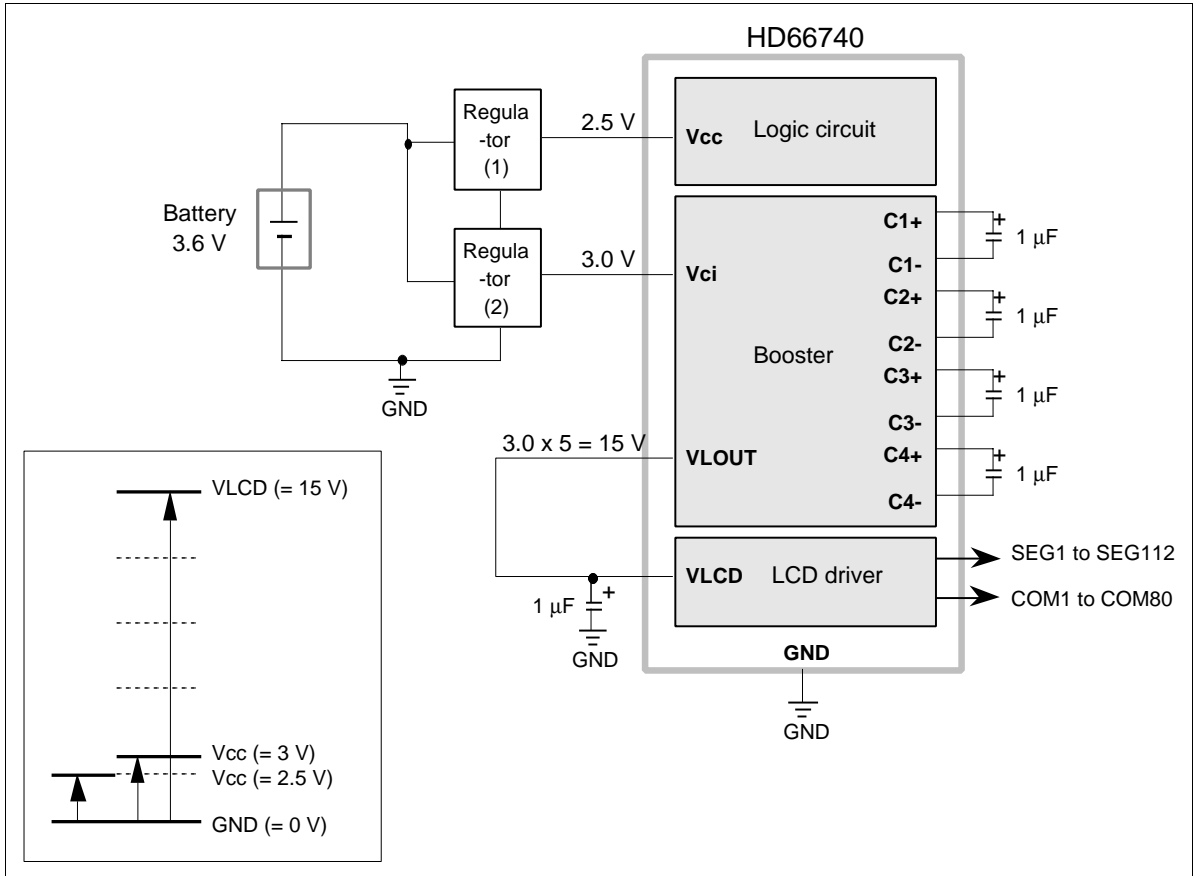 HD66740
Regula
-tor
(1)
2.5 V
Vcc
Logic circuit
Battery
3.6 V
Regula
-tor
(2)
3.0 V
Vci
Booster
C1+
C1-
+
1 µF
C2+
C2-
+
1 µF
C3+
C3-
+
1 µF
C4+
C4-
+
1 µF
GND
3.0 x 5 = 15 V
VLOUT
VLCD
LCD driver
SEG1 to SEG112
COM1 to COM80
1 µF
+
GND
GND
GND
VLCD (= 15 V)
Vcc (= 3 V)
Vcc (= 2.5 V)
GND (= 0 V)